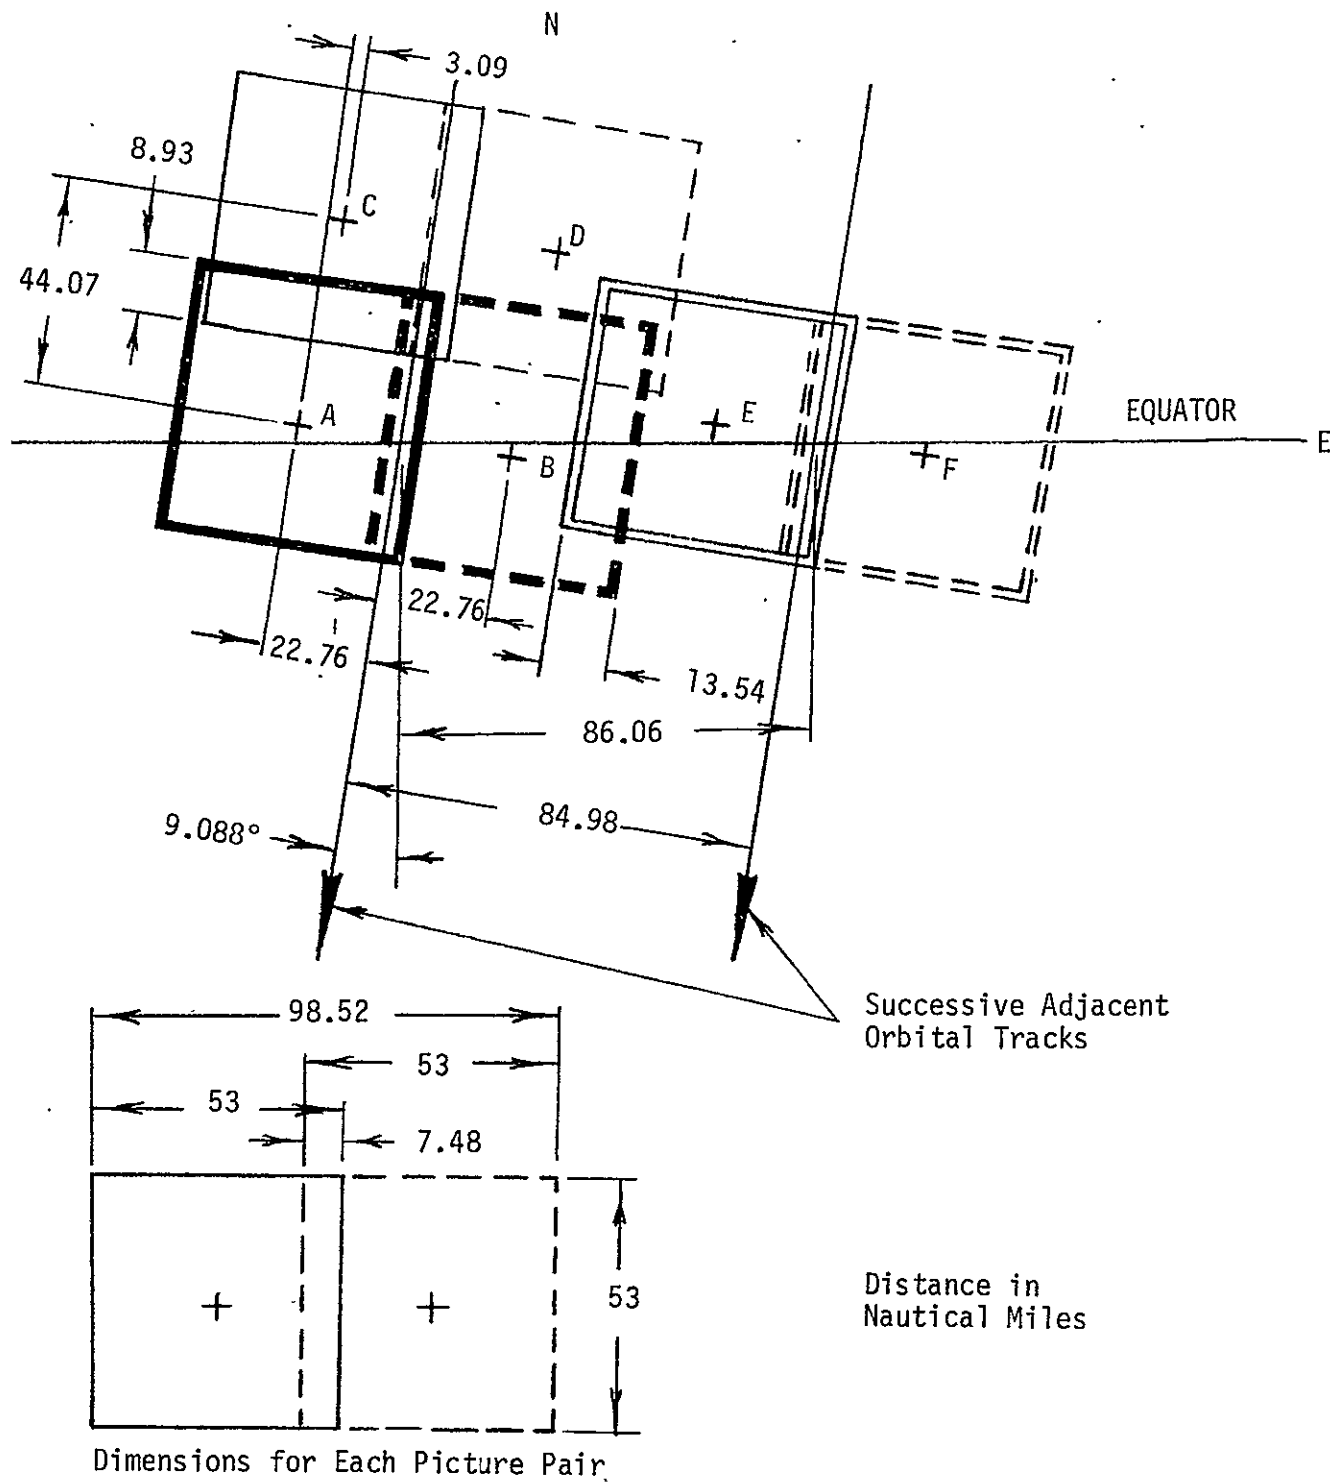 N
3.09
8.93
C
D
44.07
A
E
EQUATOR
E
B
F
22.76
22.76
13.54
86.06
84.98
9.088°
Successive Adjacent
Orbital Tracks
98.52
53
53
7.48
53
Distance in
Nautical Miles
Dimensions for Each Picture Pair